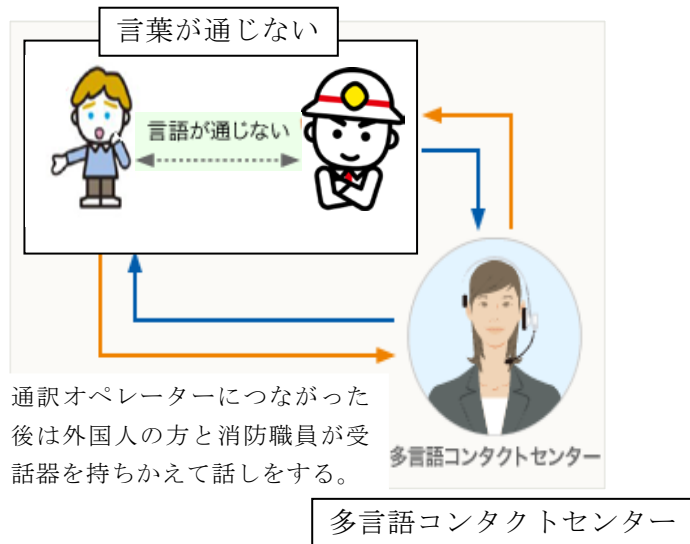 言葉が通じない
言語が通じない
通訳オペレーターにつながった
後は外国人の方と消防職員が受
話器を持ちかえて話しをする。
多言語コンタクトセンター
多言語コンタクトセンター